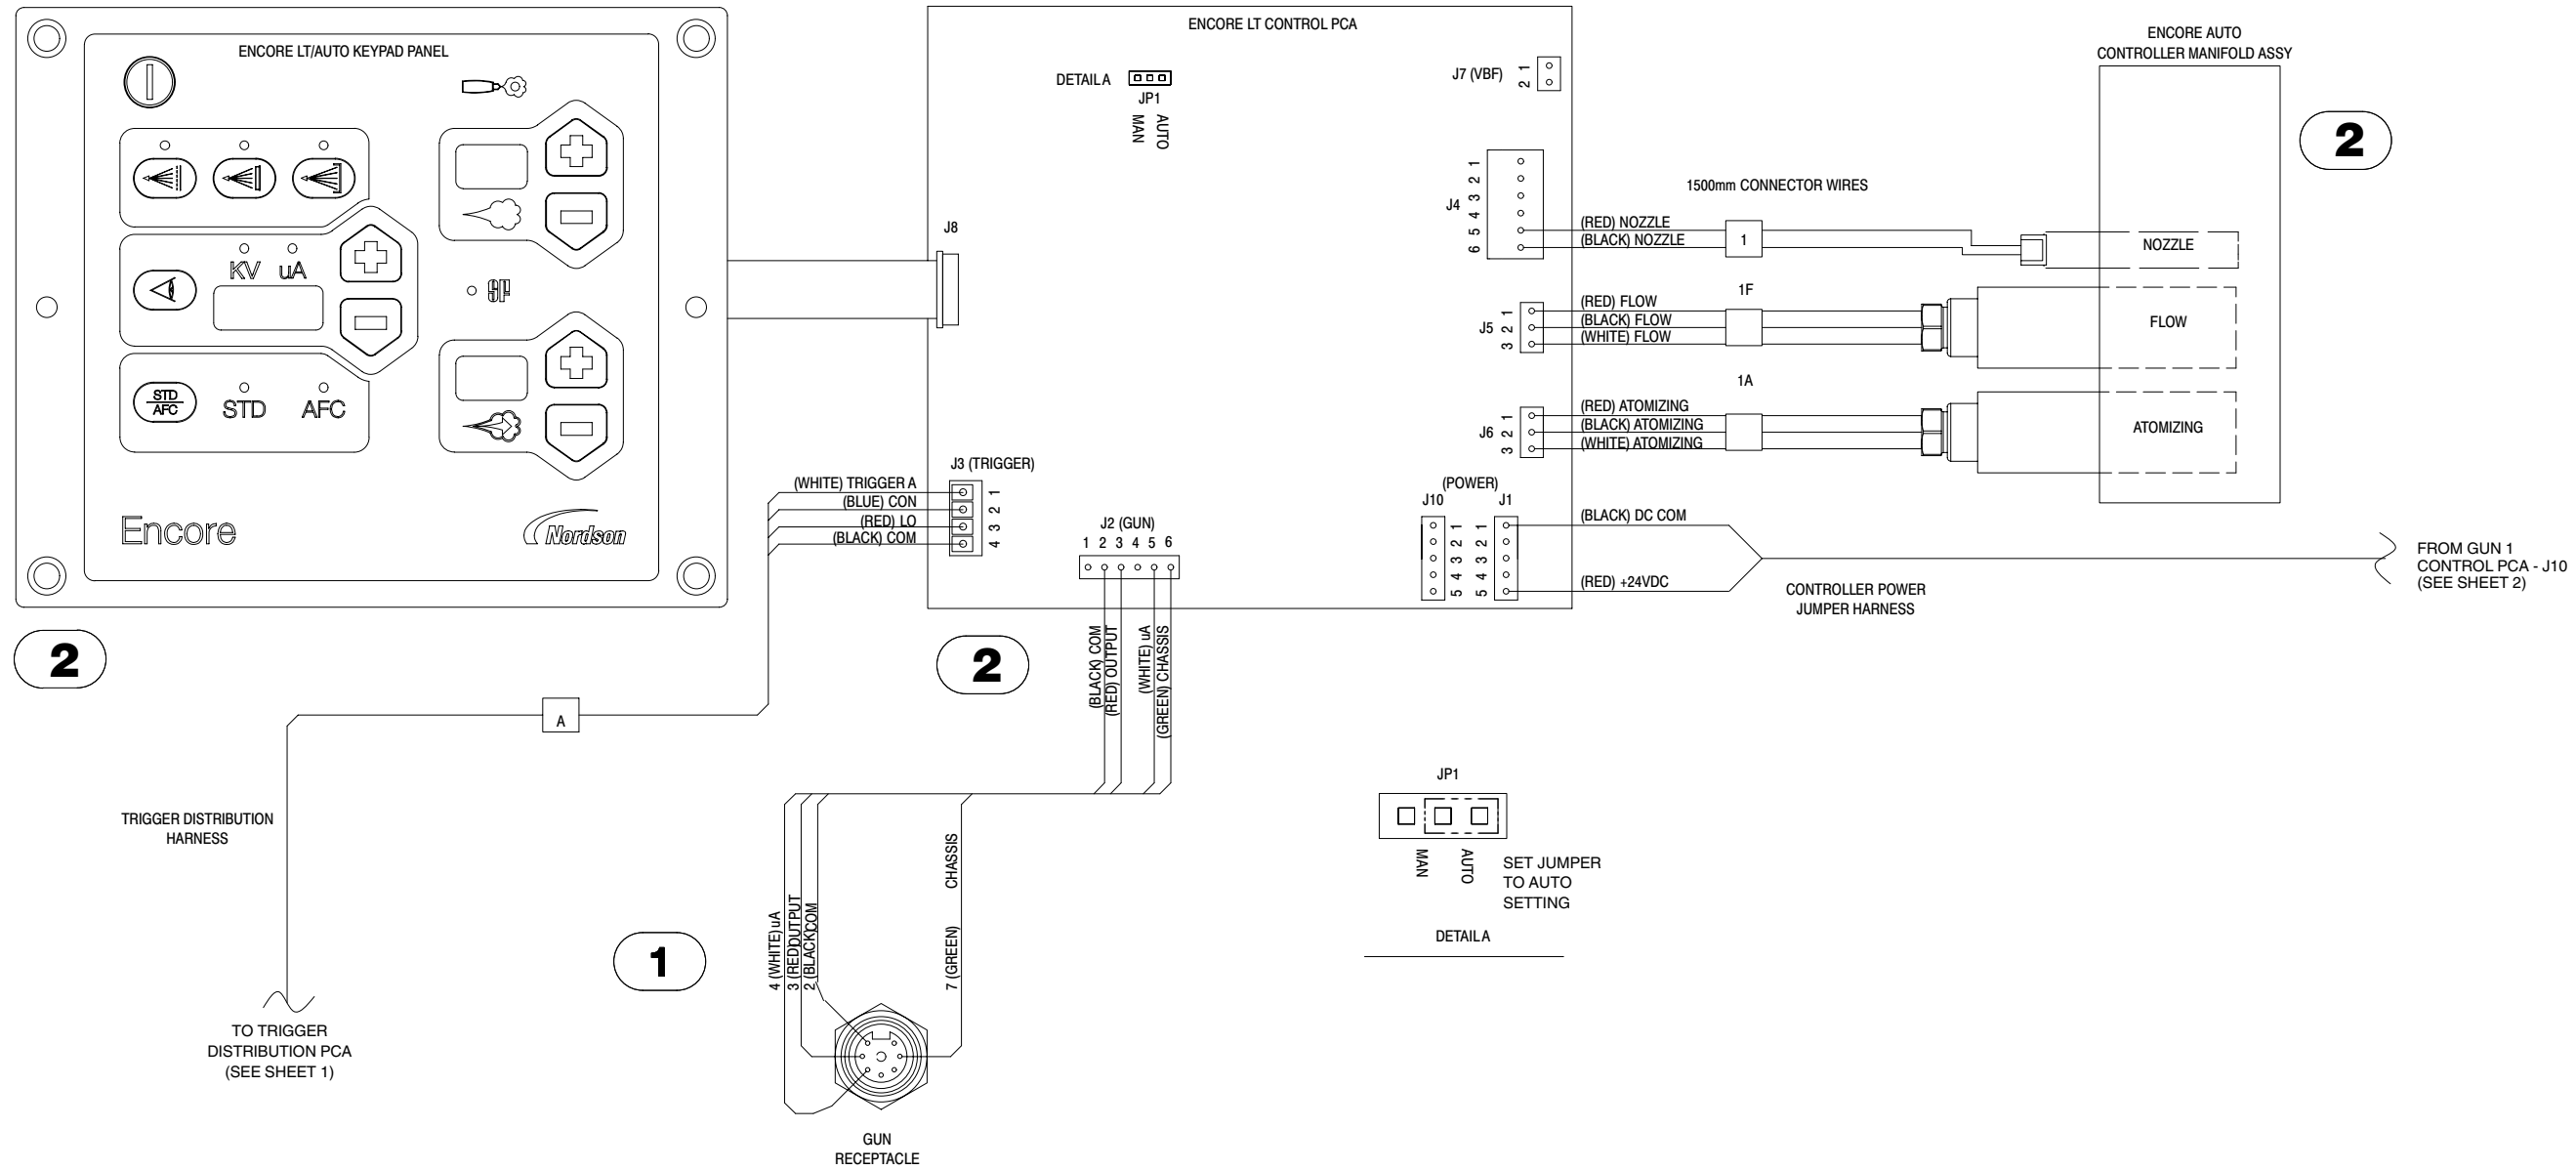 ENCORE LT/AUTO KEYPAD PANEL
KV uA
SF
STD
AFC
STD AFC
Encore
Nordson
2
ENCORE LT CONTROL PCA
DETAIL A
JP1
MAN
AUTO
J7 (VBF)
1
2
J4
1
2
3
4
5
6
J8
J5
1
2
3
J6
1
2
3
J3 (TRIGGER)
1
2
3
4
(WHITE) TRIGGER A
(BLUE) CON
(RED) LO
(BLACK) COM
J2 (GUN)
1 2 3 4 5 6
(POWER)
J10
J1
1 1
2 2
3 3
4 4
5 5
2
1500mm CONNECTOR WIRES
(RED) NOZZLE
(BLACK) NOZZLE
1
1F
(RED) FLOW
(BLACK) FLOW
(WHITE) FLOW
1A
(RED) ATOMIZING
(BLACK) ATOMIZING
(WHITE) ATOMIZING
(BLACK) DC COM
(RED) +24VDC
CONTROLLER POWER
JUMPER HARNESS
ENCORE AUTO
CONTROLLER MANIFOLD ASSY
2
NOZZLE
FLOW
ATOMIZING
FROM GUN 1
CONTROL PCA - J10
(SEE SHEET 2)
(BLACK) COM
(RED) OUTPUT
(WHITE) uA
(GREEN) CHASSIS
A
TRIGGER DISTRIBUTION
HARNESS
TO TRIGGER
DISTRIBUTION PCA
(SEE SHEET 1)
1
4 (WHITE) uA
3 (RED)OUTPUT
2 (BLACK)COM
7 (GREEN) CHASSIS
GUN
RECEPTACLE
JP1
MAN
AUTO
SET JUMPER
TO AUTO
SETTING
DETAIL A